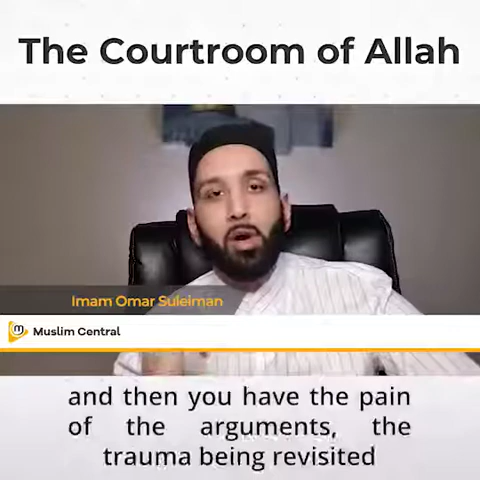 The Courtroom of Allah
Imam Omar Suleiman
m Muslim Central
and then you have the pain
of the arguments, the
trauma being revisited